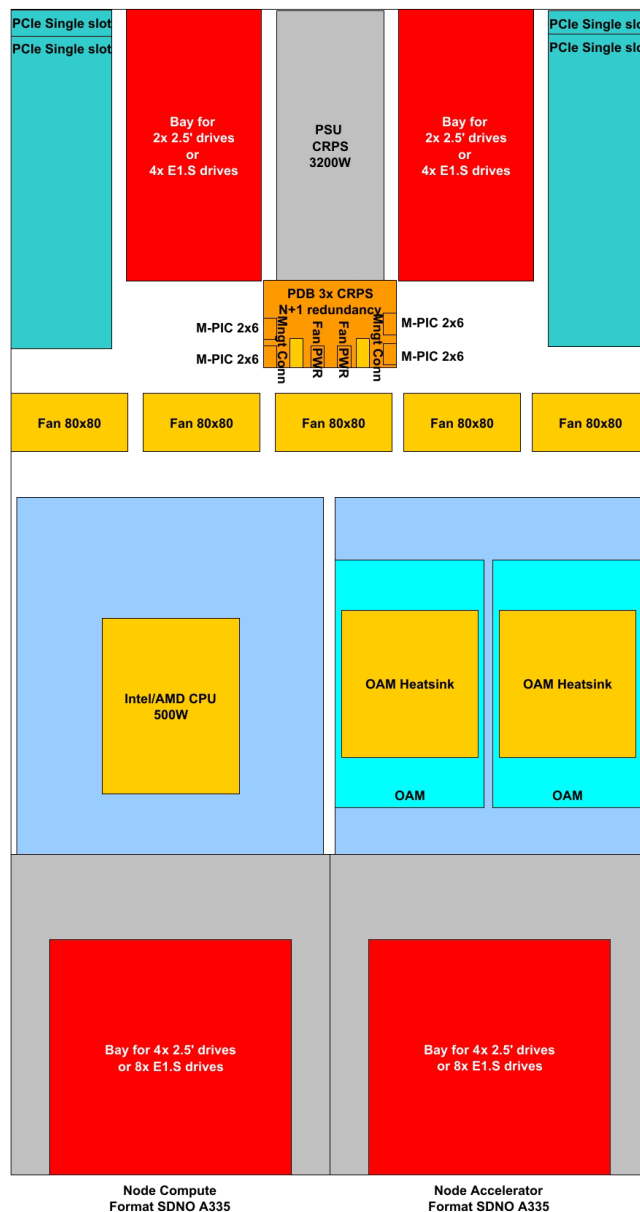 PCIe Single slot
PCIe Single slot
Bay for
2x 2.5' drives
or
4x E1.S drives
PSU
CRPS
3200W
Bay for
2x 2.5' drives
or
4x E1.S drives
PCIe Single slot
PCIe Single slot
PDB 3x CRPS
N+1 redundancy
M-PIC 2x6
M-PIC 2x6
Mngt Conn
Fan PWR
Fan PWR
Mngt Conn
M-PIC 2x6
M-PIC 2x6
Fan 80x80
Fan 80x80
Fan 80x80
Fan 80x80
Fan 80x80
Intel/AMD CPU
500W
OAM Heatsink
OAM Heatsink
OAM
OAM
Bay for 4x 2.5' drives
or 8x E1.S drives
Bay for 4x 2.5' drives
or 8x E1.S drives
Node Compute
Format SDNO A335
Node Accelerator
Format SDNO A335